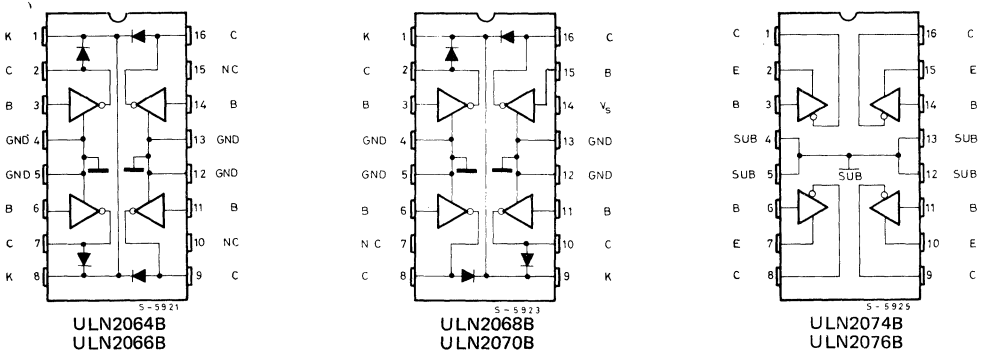 K 1 16 C K 1 16 C C 1 16 C
C 2 15 NC C 2 15 B E 2 15 E
B 3 14 B B 3 14 Vs B 3 14 B
GND 4 13 GND GND 4 13 GND SUB 4 13 SUB
GND 5 12 GND GND 5 12 GND SUB 5 12 SUB
SUB
B 6 11 B B 6 11 B B 6 11 B
C 7 10 NC NC 7 10 C E 7 10 E
K 8 9 C C 8 9 K C 8 9 C
S-5921 S-5923 S-5925
ULN2064B ULN2068B ULN2074B
ULN2066B ULN2070B ULN2076B